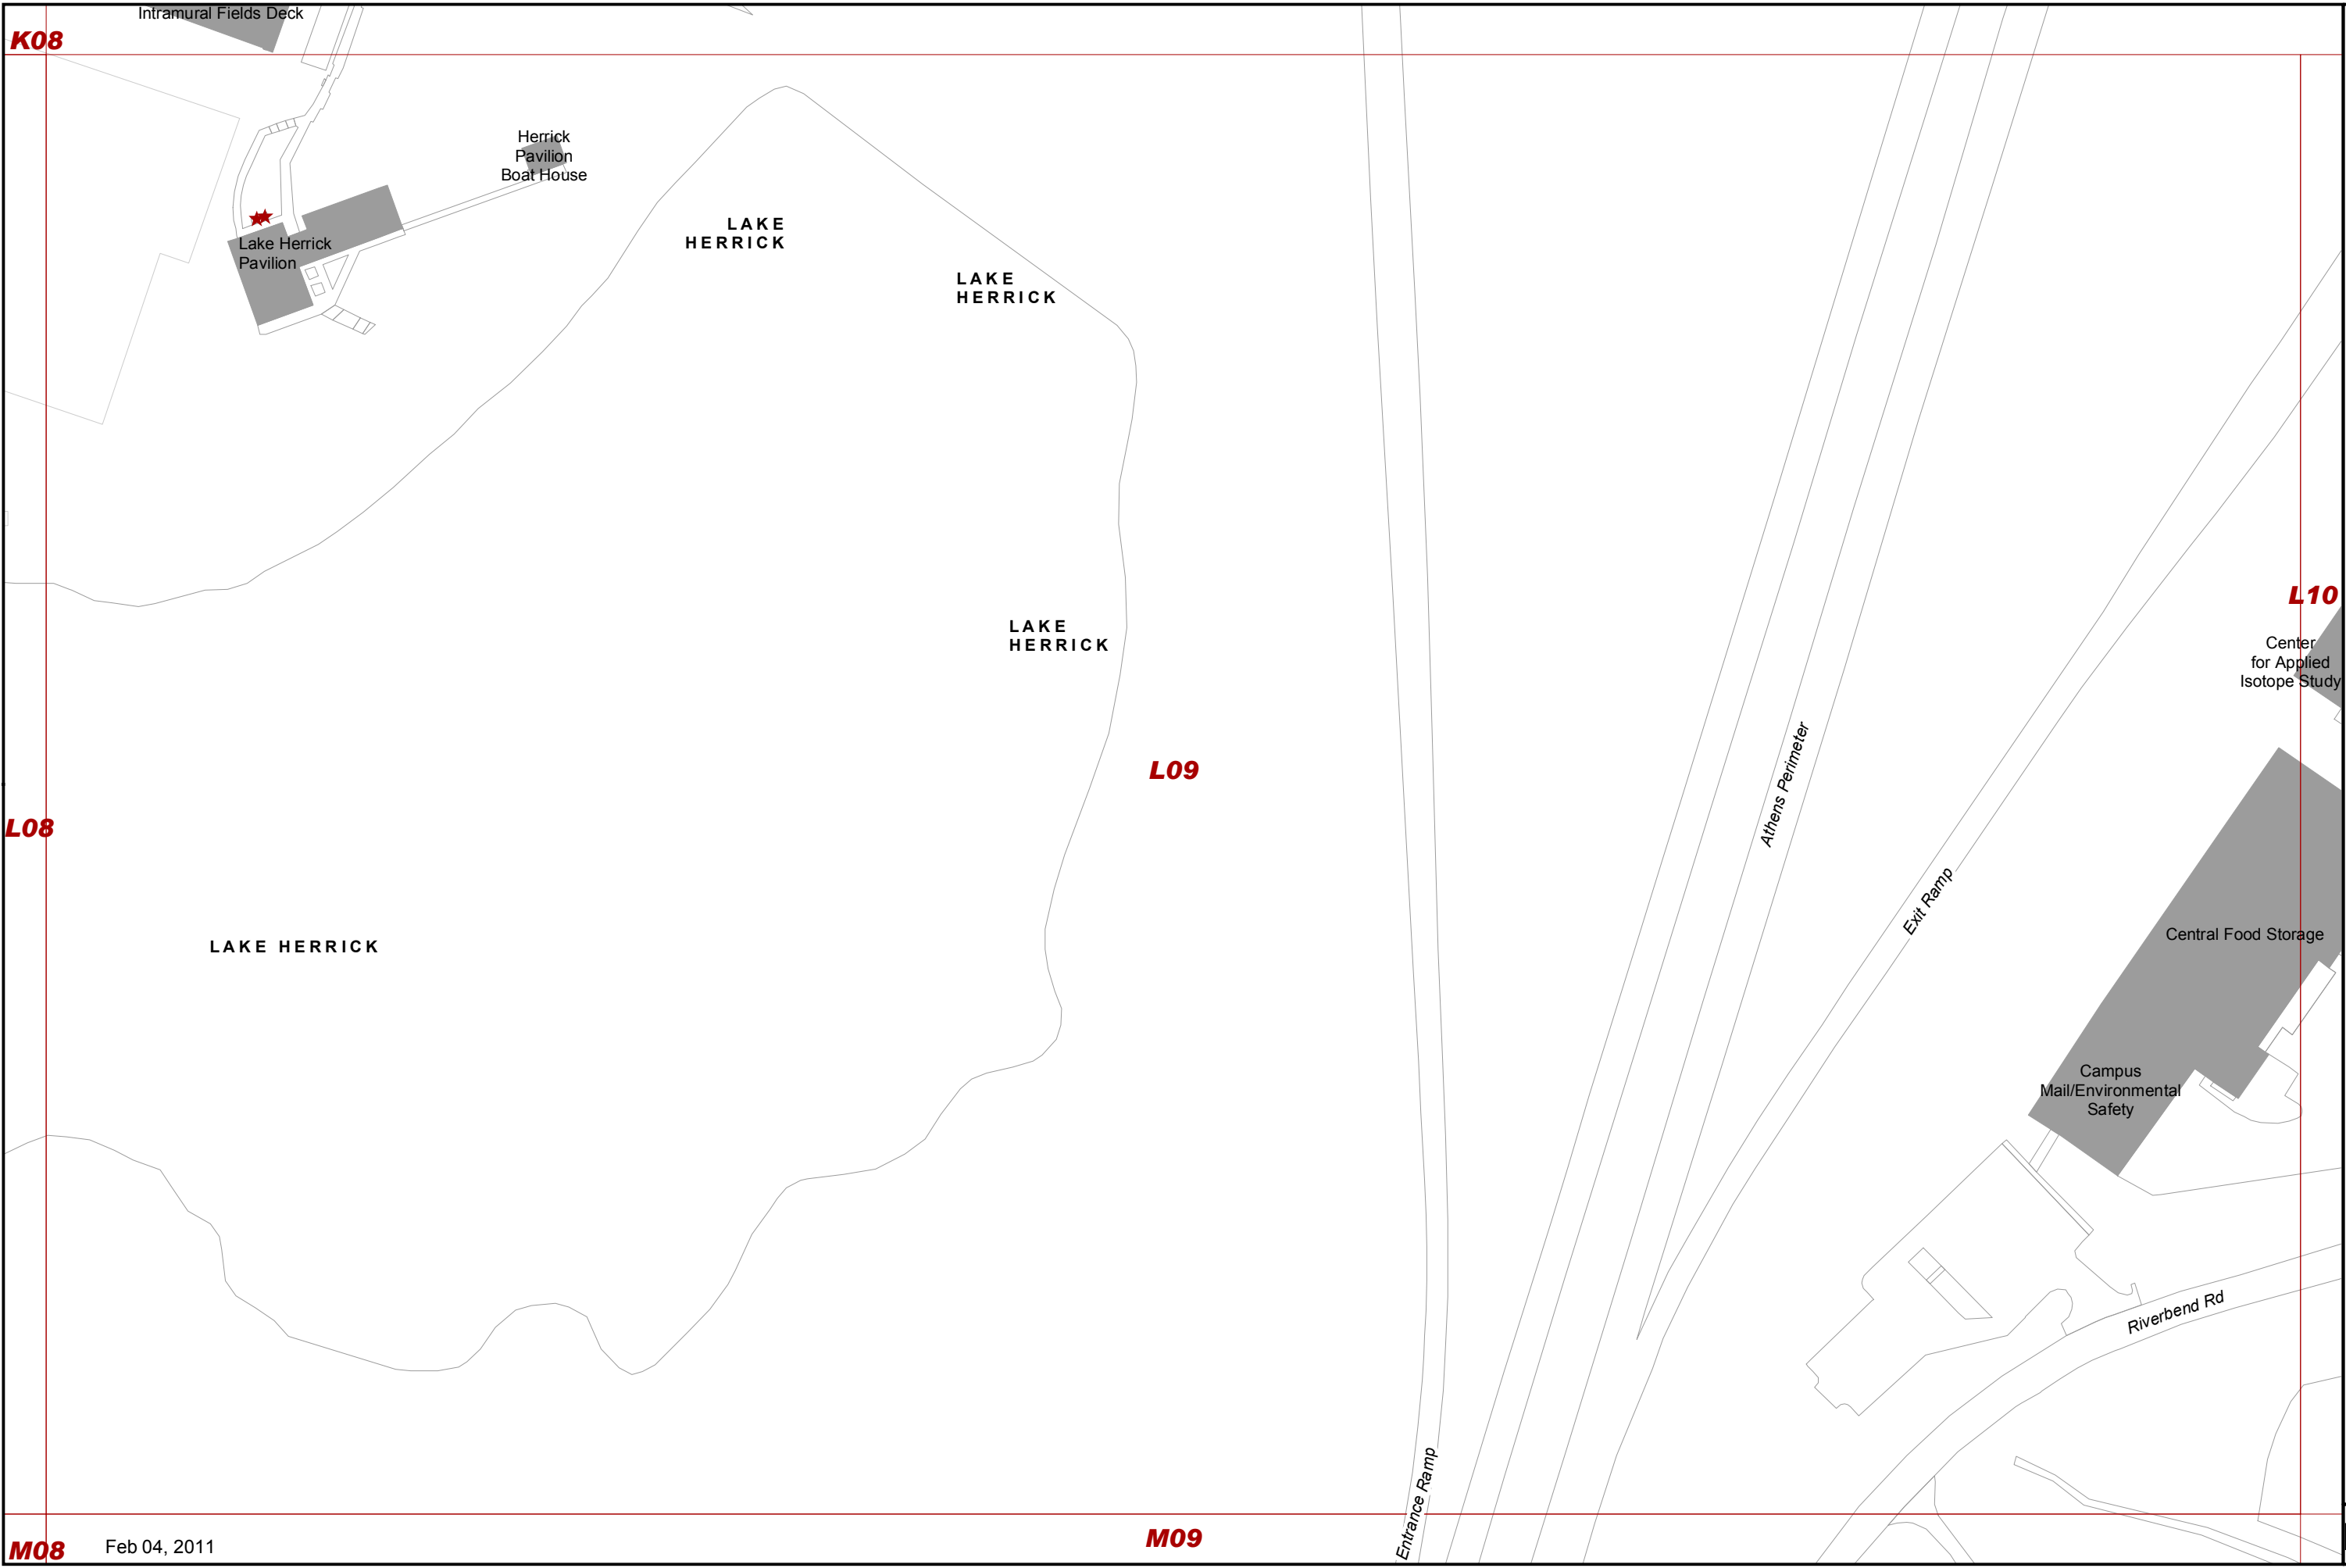 Intramural Fields Deck
K08
Herrick
Pavilion
Boat House
LAKE
HERRICK
Lake Herrick
Pavilion
LAKE
HERRICK
L10
LAKE
HERRICK
Center
for Applied
Isotope Study
Athens Perimeter
L09
L08
Exit Ramp
Central Food Storage
LAKE HERRICK
Campus
Mail/Environmental
Safety
Riverbend Rd
Entrance Ramp
M08
Feb 04, 2011
M09